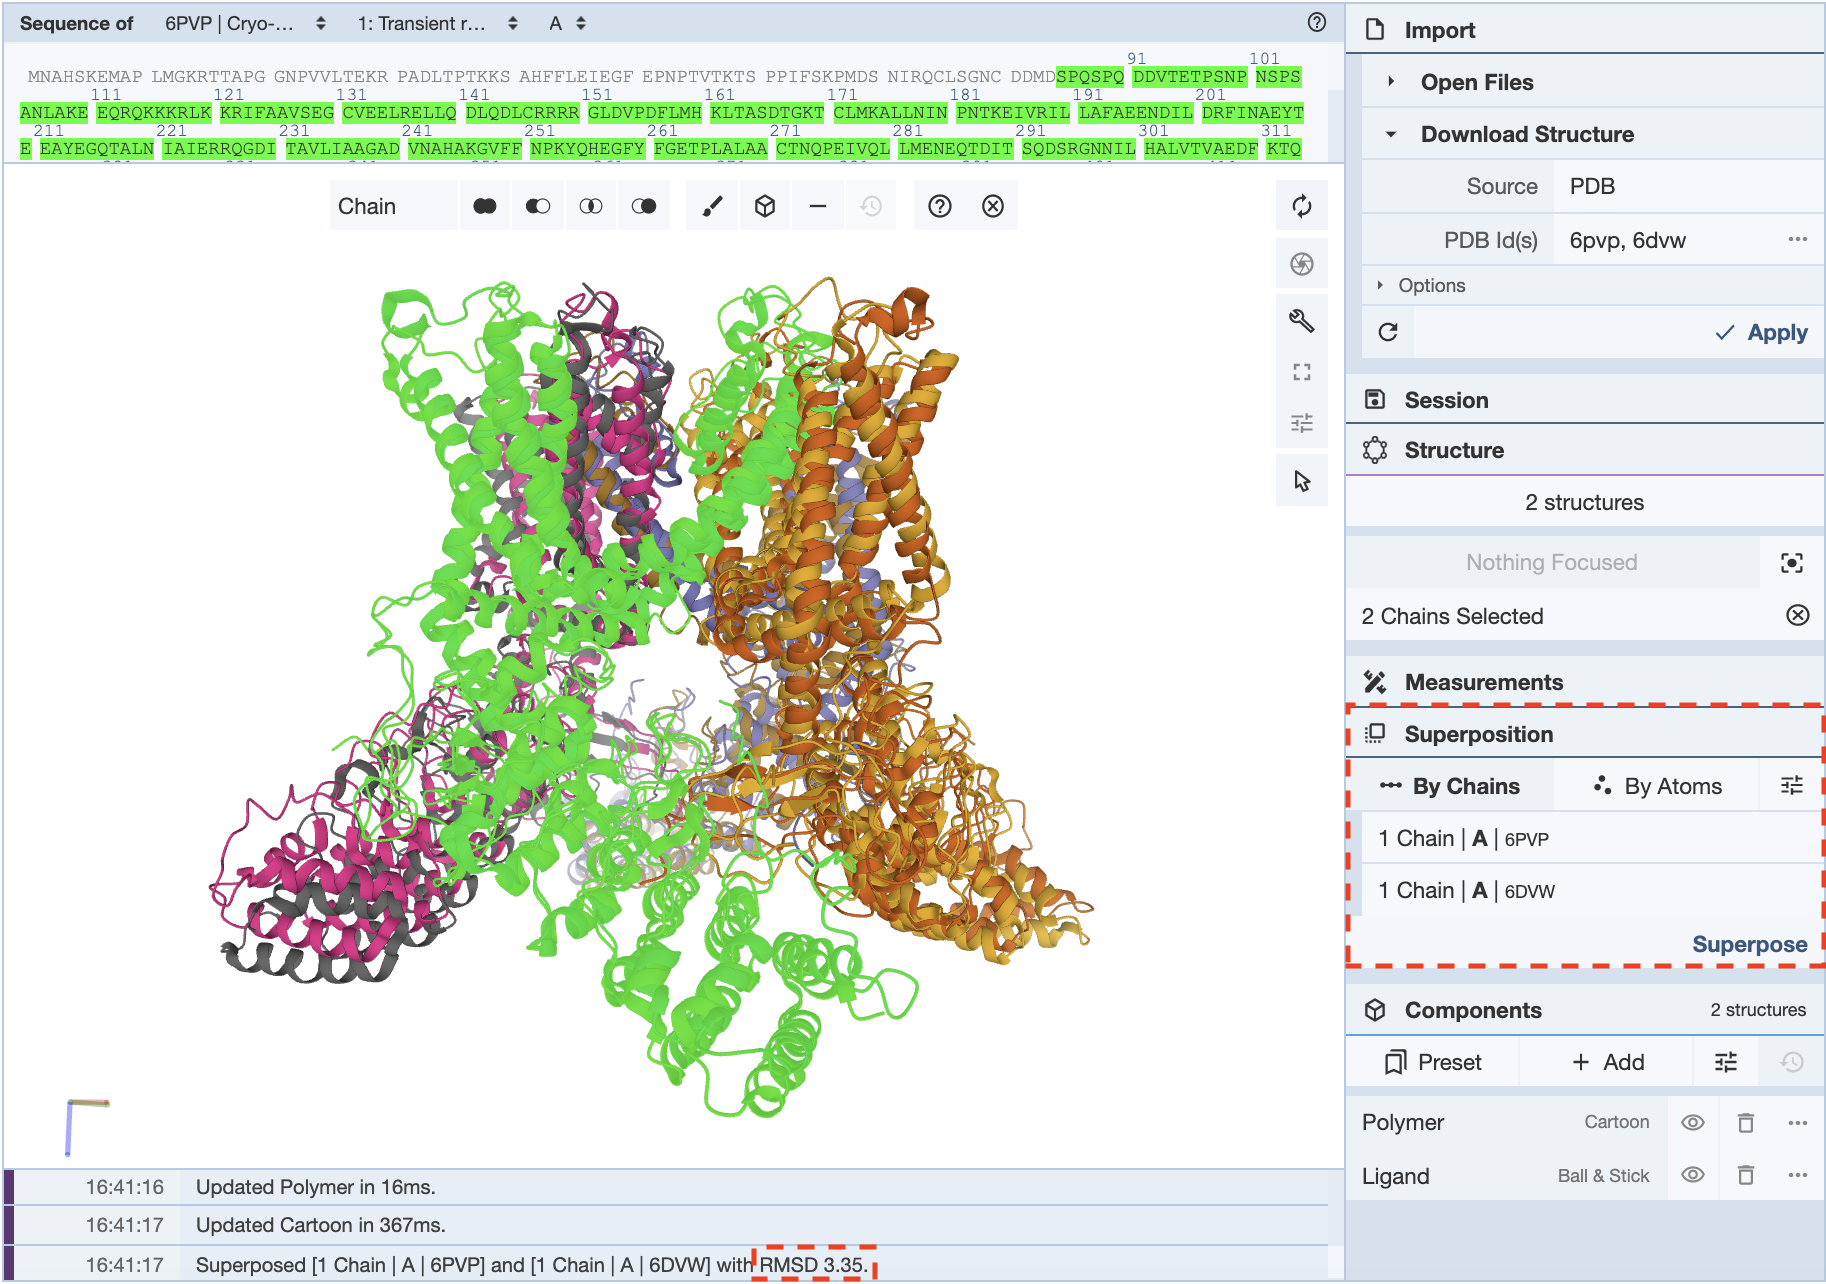 Sequence of 6PVP | Cryo-... 1: Transient r... A
91 101
MNAHSKEMAP LMGKRTTAPG GNPVVLTEKR PADLTPTKKS AHFFLEIEGF EPNPTVTKTS PPIFSKPMDS NIRQCLSGNC DDMDSPQSPQ DDVTETPSNP NSPS
111 121 131 141 151 161 171 181 191 201
ANLAKE EQRQKKKRLK KRIFAAVSEG CVEELRELLQ DLQDLCRRRR GLDVPDFLMH KLTASDTGKT CLMKALLNIN PNTKEIVRIL LAFAEENDIL DRFINAEYT
211 221 231 241 251 261 271 281 291 301 311
E EAYEGQTALN IAIERRQGDI TAVLIAAGAD VNAHAKGVFF NPKYQHEGFY FGETPLALAA CTNQPEIVQL LMENEQTDIT SQDSRGNNIL HALVTVAEDF KTQ
Chain
Import
Open Files
Download Structure
Source PDB
PDB Id(s) 6pvp, 6dvw ...
Options
Apply
Session
Structure
2 structures
Nothing Focused
2 Chains Selected
Measurements
Superposition
By Chains By Atoms
1 Chain | A | 6PVP
1 Chain | A | 6DVW
Superpose
Components 2 structures
Preset + Add
Polymer Cartoon ...
Ligand Ball & Stick ...
16:41:16 Updated Polymer in 16ms.
16:41:17 Updated Cartoon in 367ms.
16:41:17 Superposed [1 Chain | A | 6PVP] and [1 Chain | A | 6DVW] with RMSD 3.35.